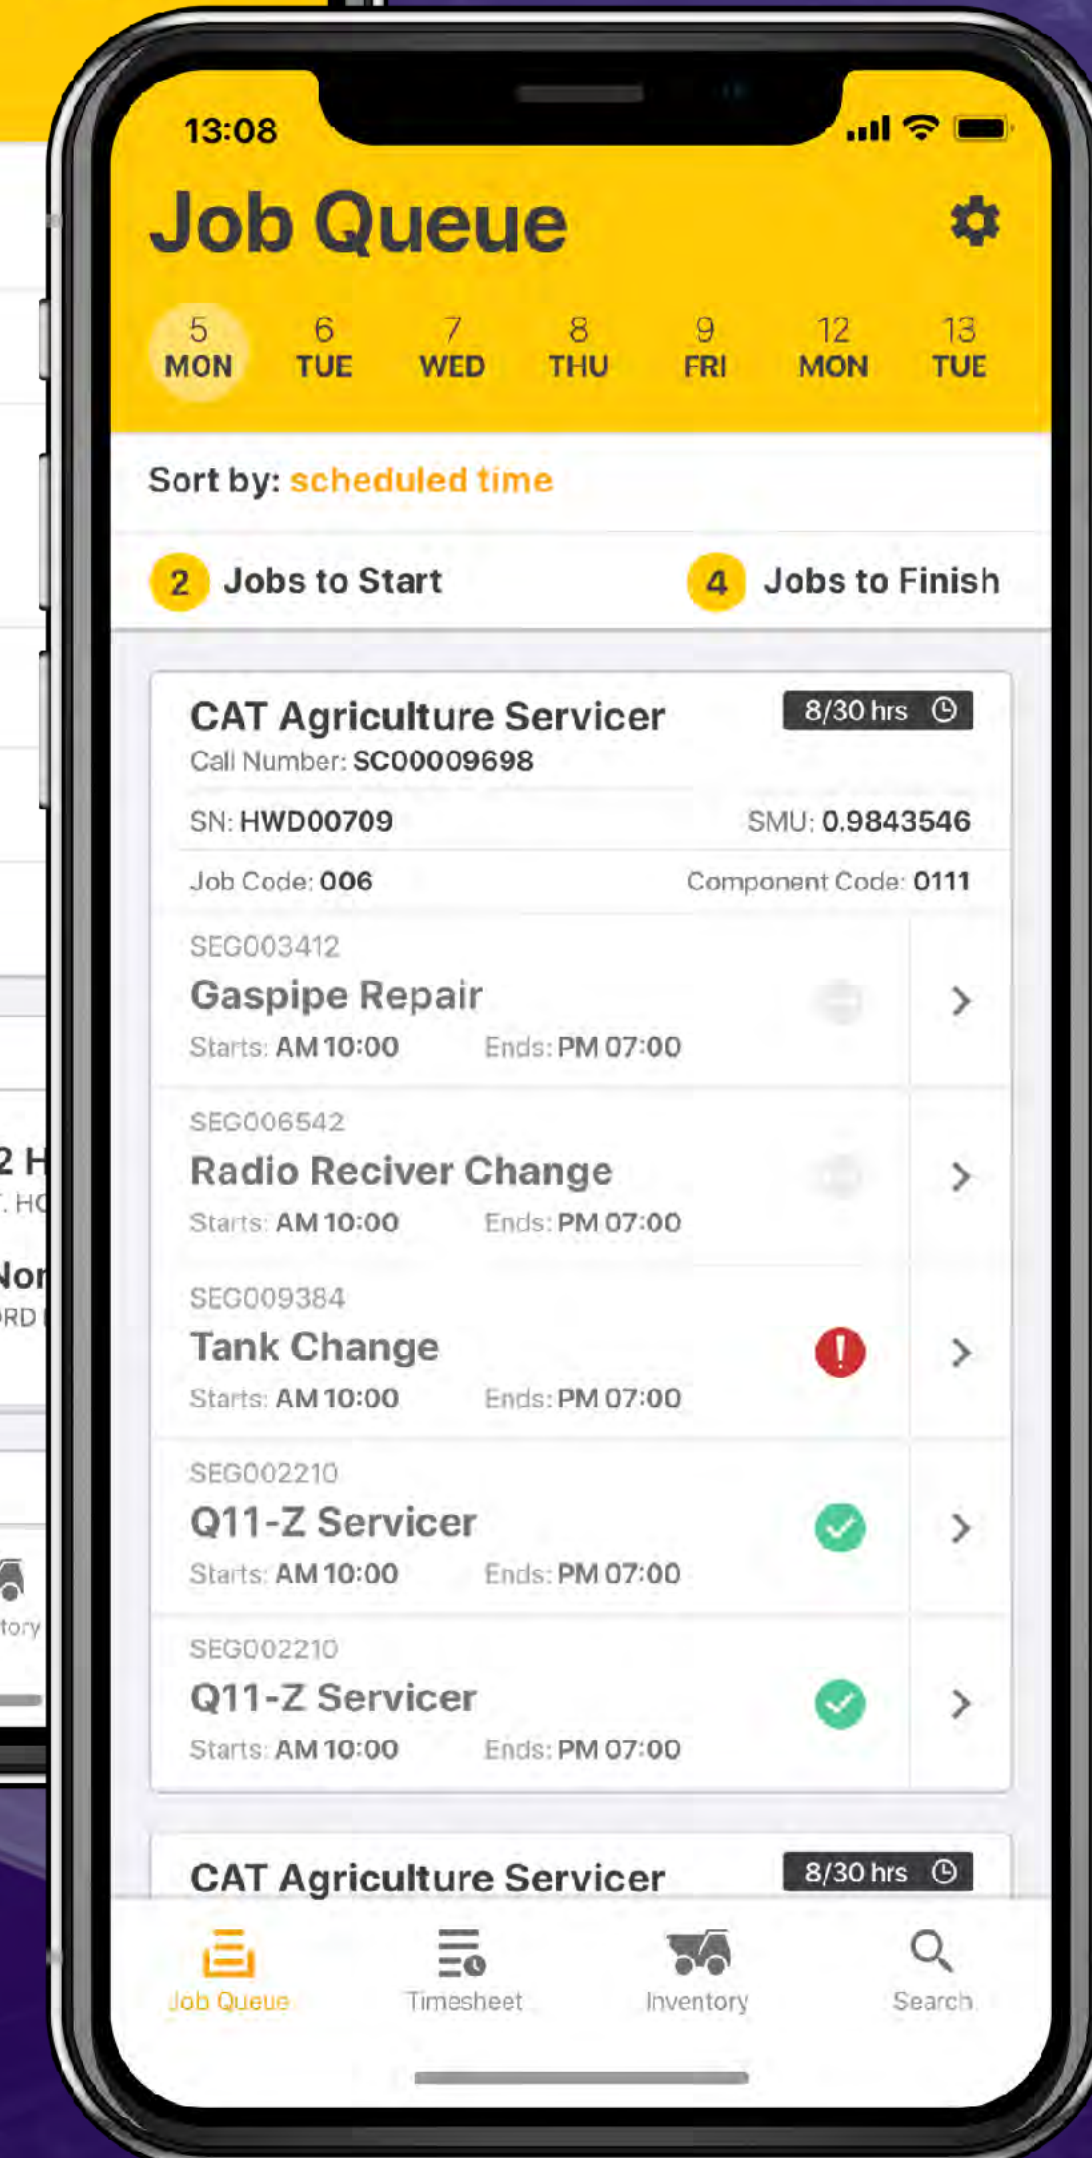 13:08
Job Queue
5 6 7 8 9 12 13
MON TUE WED THU FRI MON TUE
Sort by: scheduled time
2 Jobs to Start 4 Jobs to Finish
CAT Agriculture Servicer 8/30 hrs
Call Number: SC00009698
SN: HWD00709 SMU: 0.9843546
Job Code: 006 Component Code: 0111
SEG003412
Gaspipe Repair
Starts: AM 10:00 Ends: PM 07:00
SEG006542
Radio Reciver Change
Starts: AM 10:00 Ends: PM 07:00
SEG009384
Tank Change
Starts: AM 10:00 Ends: PM 07:00
SEG002210
Q11-Z Servicer
Starts: AM 10:00 Ends: PM 07:00
SEG002210
Q11-Z Servicer
Starts: AM 10:00 Ends: PM 07:00
CAT Agriculture Servicer 8/30 hrs
Job Queue Timesheet Inventory Search
2 H
. HO
Nor
RD
tory